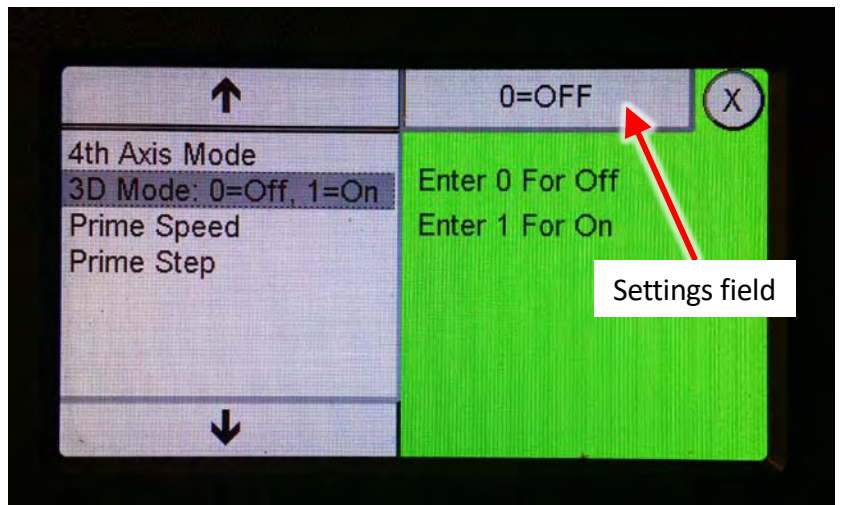 ↑
0=OFF
X
4th Axis Mode
3D Mode: 0=Off, 1=On
Prime Speed
Prime Step
↓
Enter 0 For Off
Enter 1 For On
Settings field